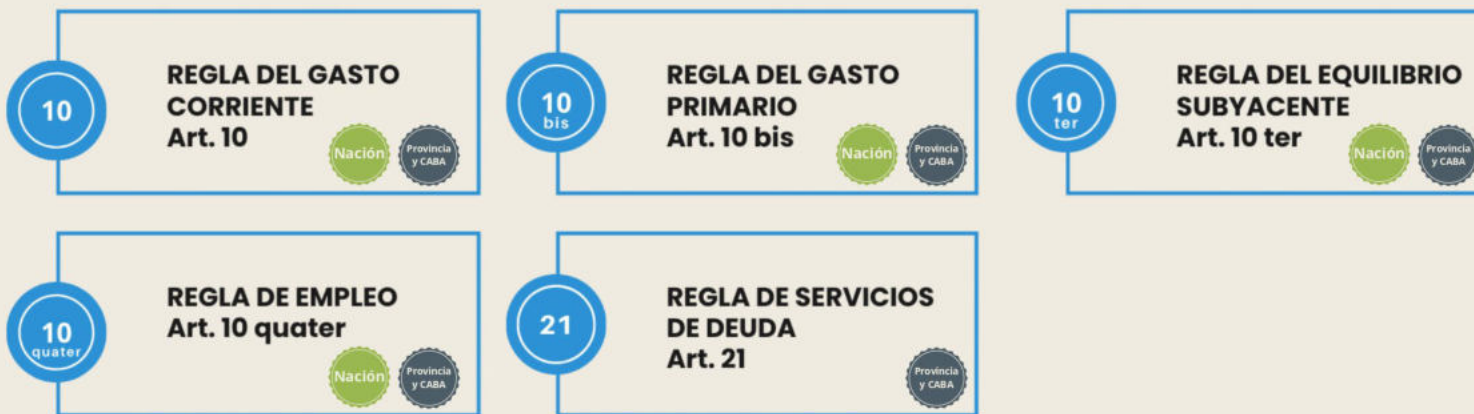 10
REGLA DEL GASTO
CORRIENTE
Art. 10
Nación
Provincia
y CABA
10
bis
REGLA DEL GASTO
PRIMARIO
Art. 10 bis
Nación
Provincia
y CABA
10
ter
REGLA DEL EQUILIBRIO
SUBYACENTE
Art. 10 ter
Nación
Provincia
y CABA
10
quater
REGLA DE EMPLEO
Art. 10 quater
Nación
Provincia
y CABA
21
REGLA DE SERVICIOS
DE DEUDA
Art. 21
Provincia
y CABA